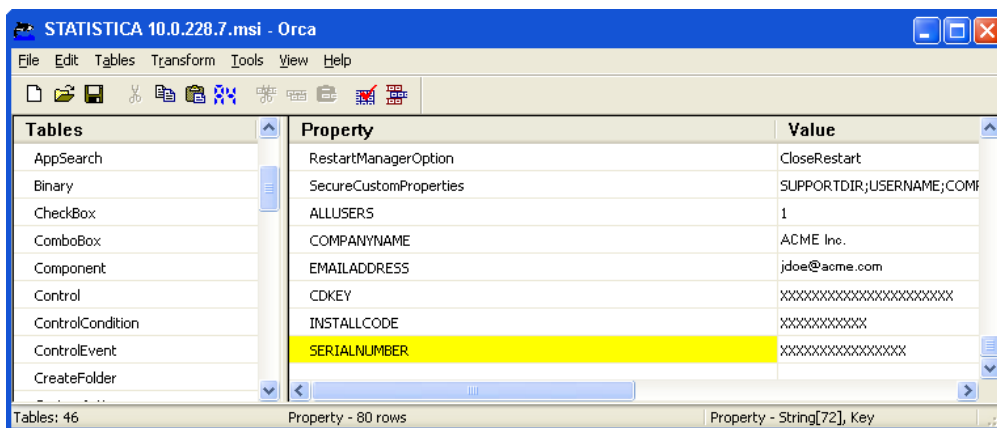 STATISTICA 10.0.228.7.msi - Orca
File Edit Tables Transform Tools View Help
Tables Property Value
AppSearch RestartManagerOption CloseRestart
Binary SecureCustomProperties SUPPORTDIR;USERNAME;COMP
CheckBox ALLUSERS 1
ComboBox COMPANYNAME ACME Inc.
Component EMAILADDRESS jdoe@acme.com
Control CDKEY XXXXXXXXXXXXXXXXXXXXXX
ControlCondition INSTALLCODE XXXXXXXXXXX
ControlEvent SERIALNUMBER XXXXXXXXXXXXXXXX
CreateFolder
Tables: 46 Property - 80 rows Property - String[72], Key